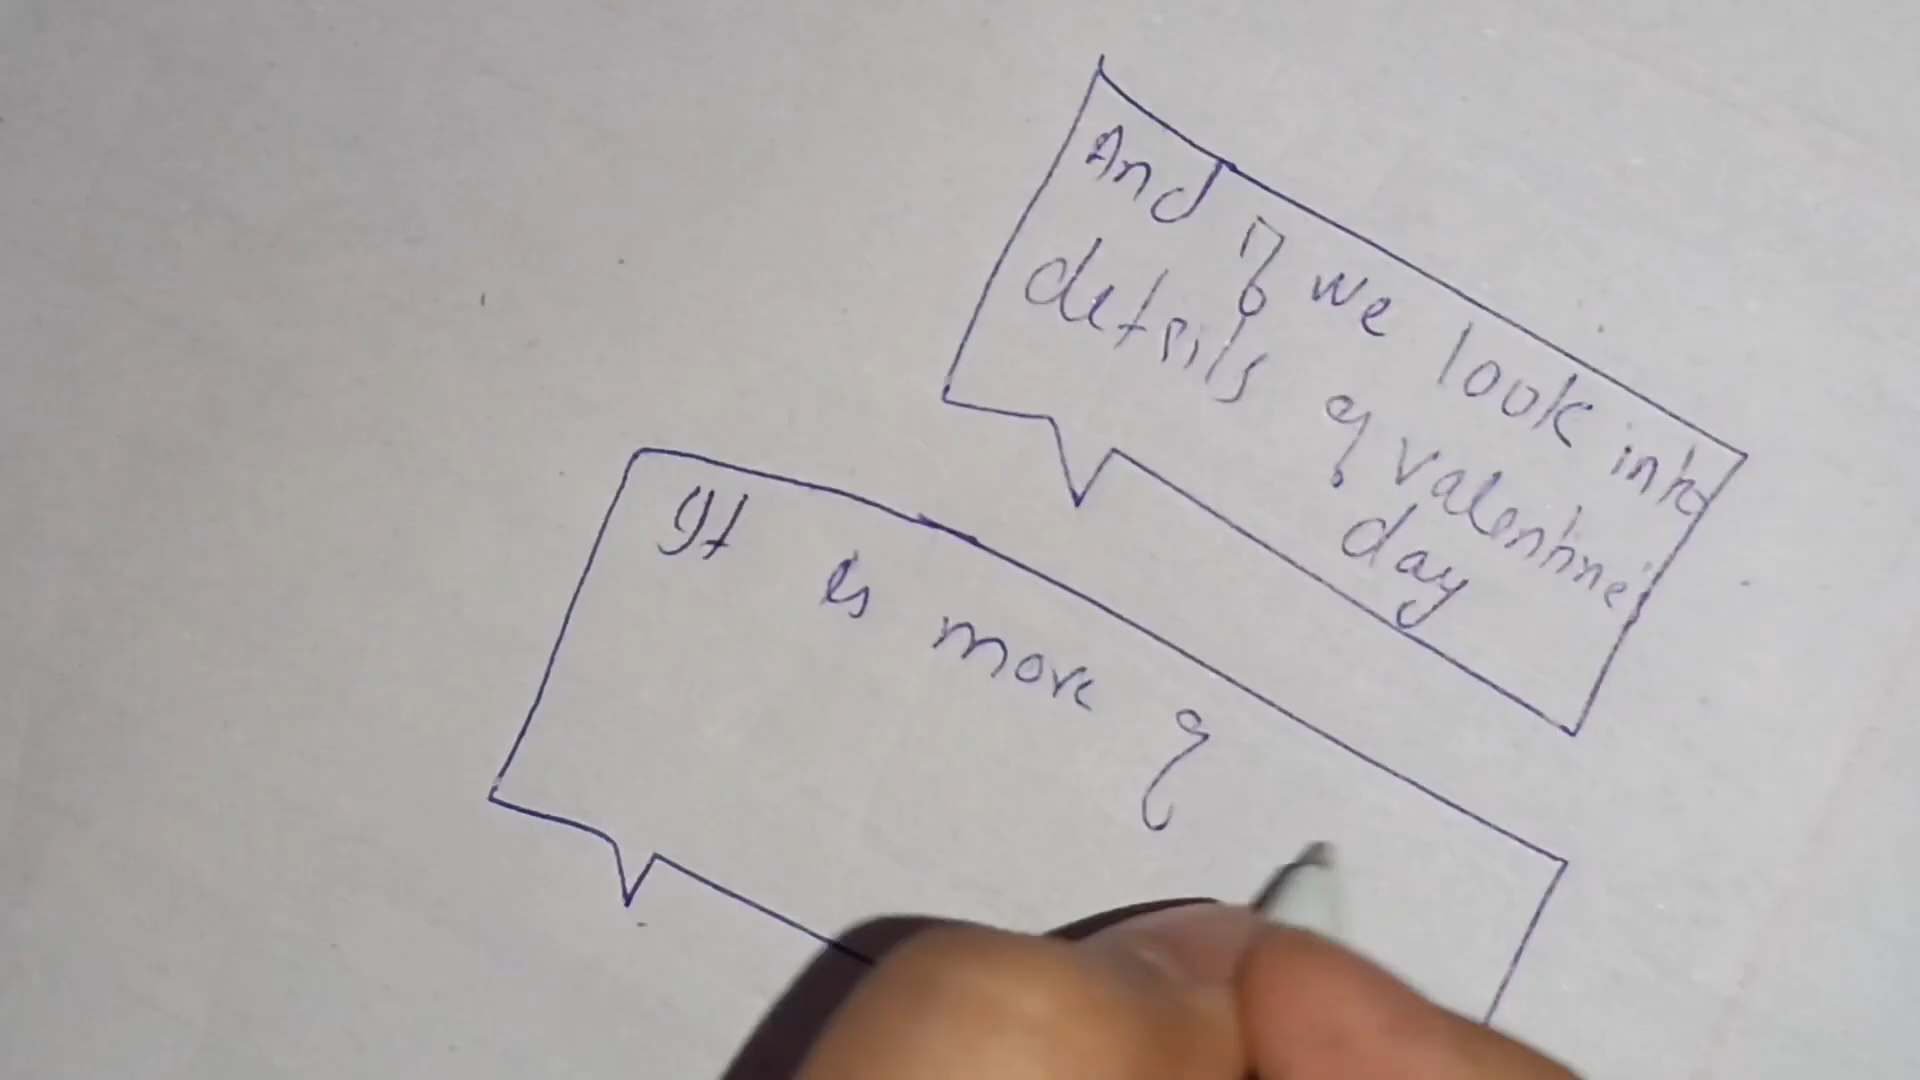 And if we look into
details of valentine's
day
It is more of